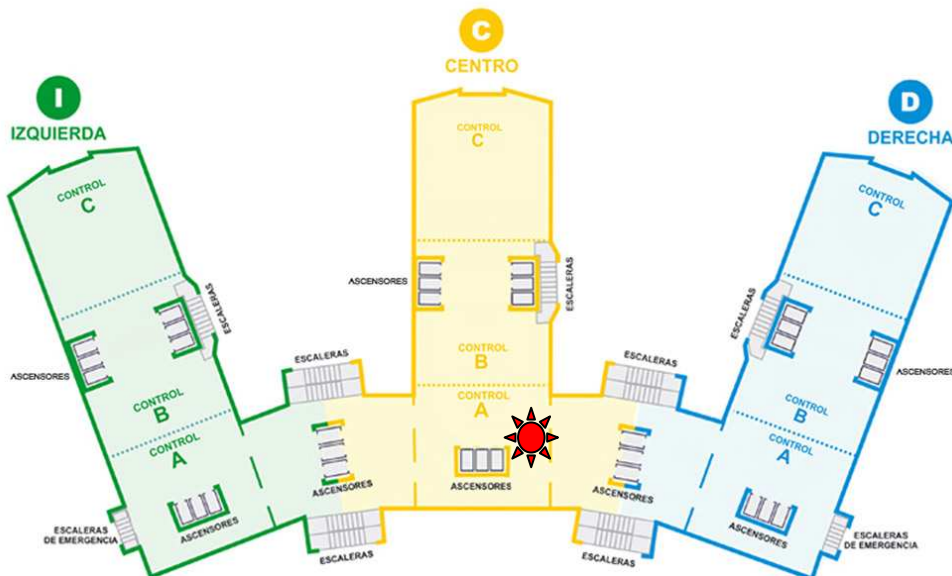 C
CENTRO
I
IZQUIERDA
D
DERECHA
CONTROL
C
CONTROL
C
CONTROL
C
ASCENSORES
ESCALERAS
ESCALERAS
ESCALERAS
ASCENSORES
ASCENSORES
CONTROL
B
CONTROL
B
CONTROL
B
ESCALERAS
ESCALERAS
CONTROL
A
CONTROL
A
CONTROL
A
ASCENSORES
ASCENSORES
ASCENSORES
ASCENSORES
ASCENSORES
ESCALERAS
DE EMERGENCIA
ESCALERAS
ESCALERAS
ESCALERAS
DE EMERGENCIA